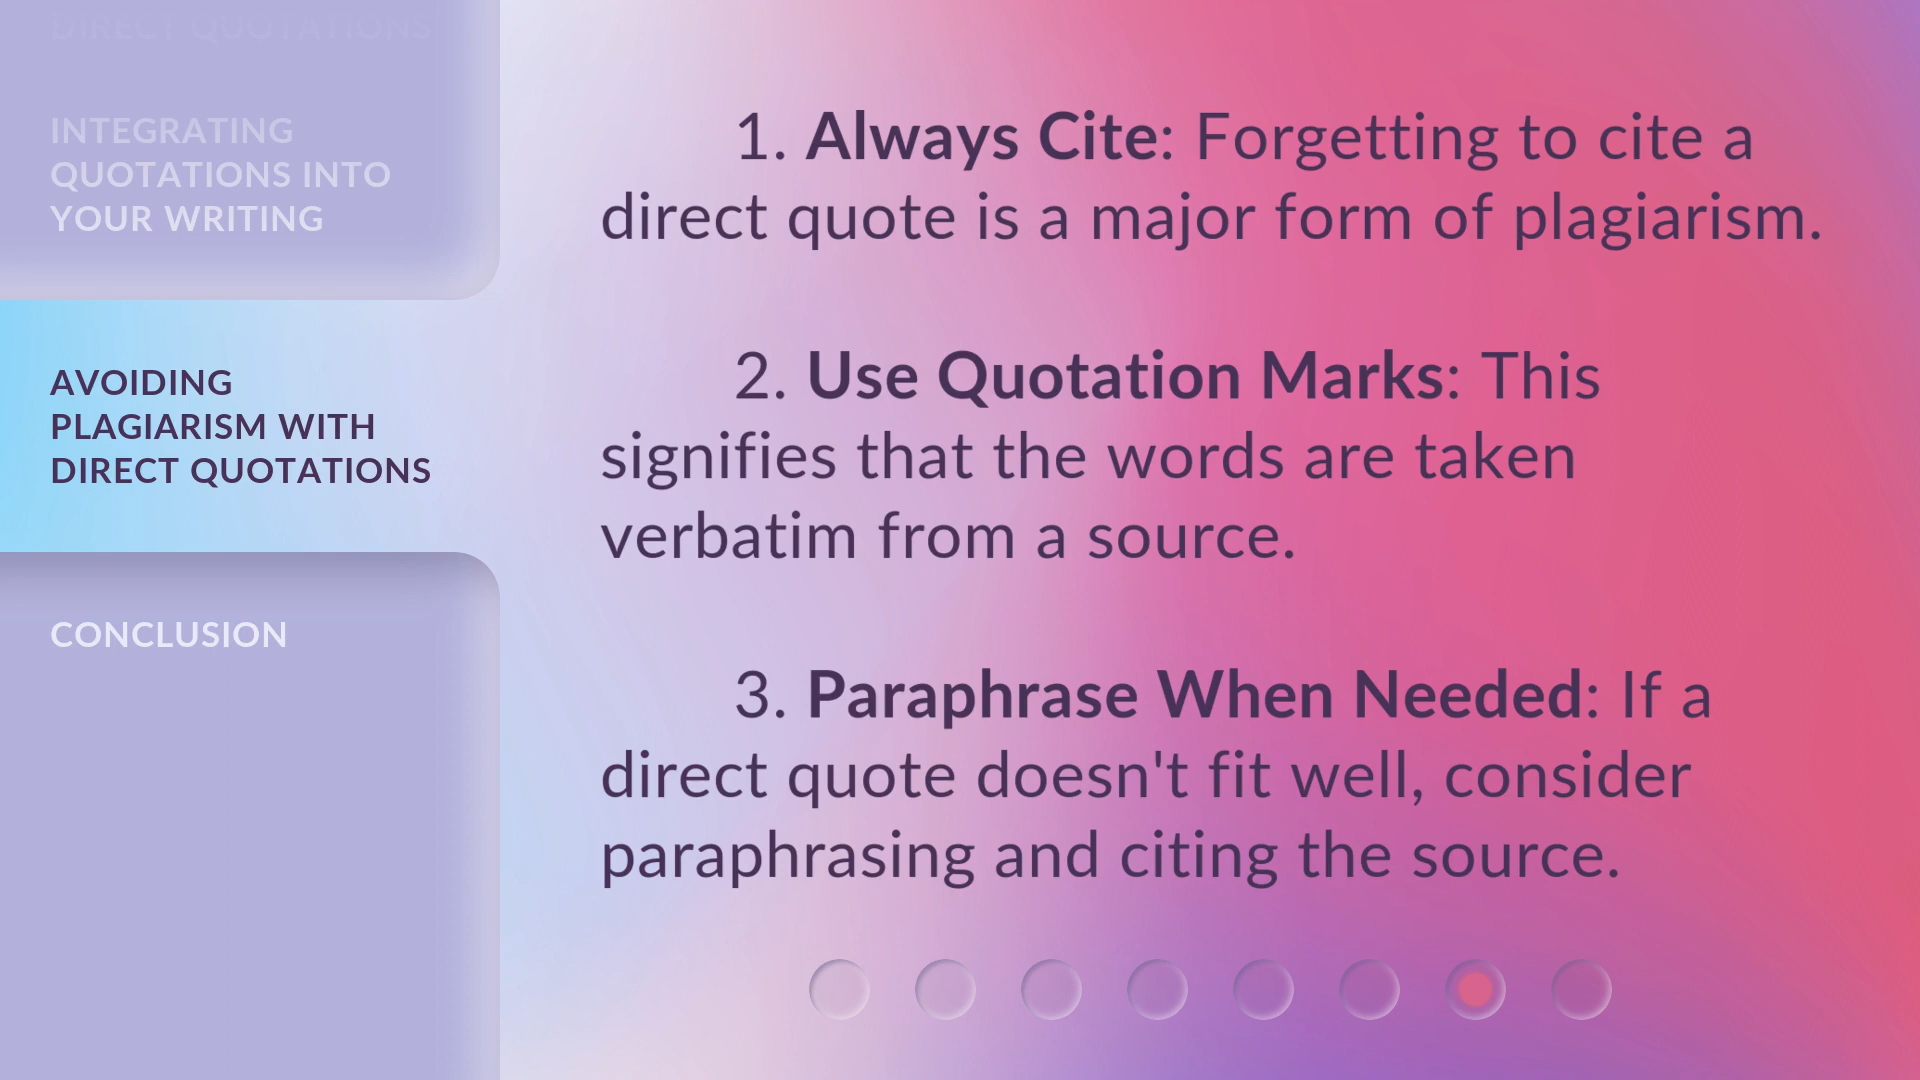 DIRECT QUOTATIONS
INTEGRATING
QUOTATIONS INTO
YOUR WRITING
AVOIDING
PLAGIARISM WITH
DIRECT QUOTATIONS
CONCLUSION
1. Always Cite: Forgetting to cite a
direct quote is a major form of plagiarism.
2. Use Quotation Marks: This
signifies that the words are taken
verbatim from a source.
3. Paraphrase When Needed: If a
direct quote doesn't fit well, consider
paraphrasing and citing the source.